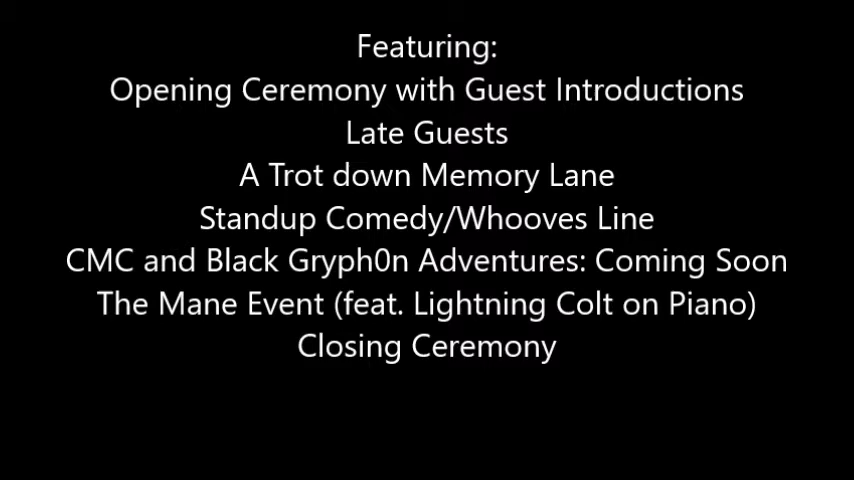 Featuring:
Opening Ceremony with Guest Introductions
Late Guests
A Trot down Memory Lane
Standup Comedy/Whooves Line
CMC and Black Gryph0n Adventures: Coming Soon
The Mane Event (feat. Lightning Colt on Piano)
Closing Ceremony